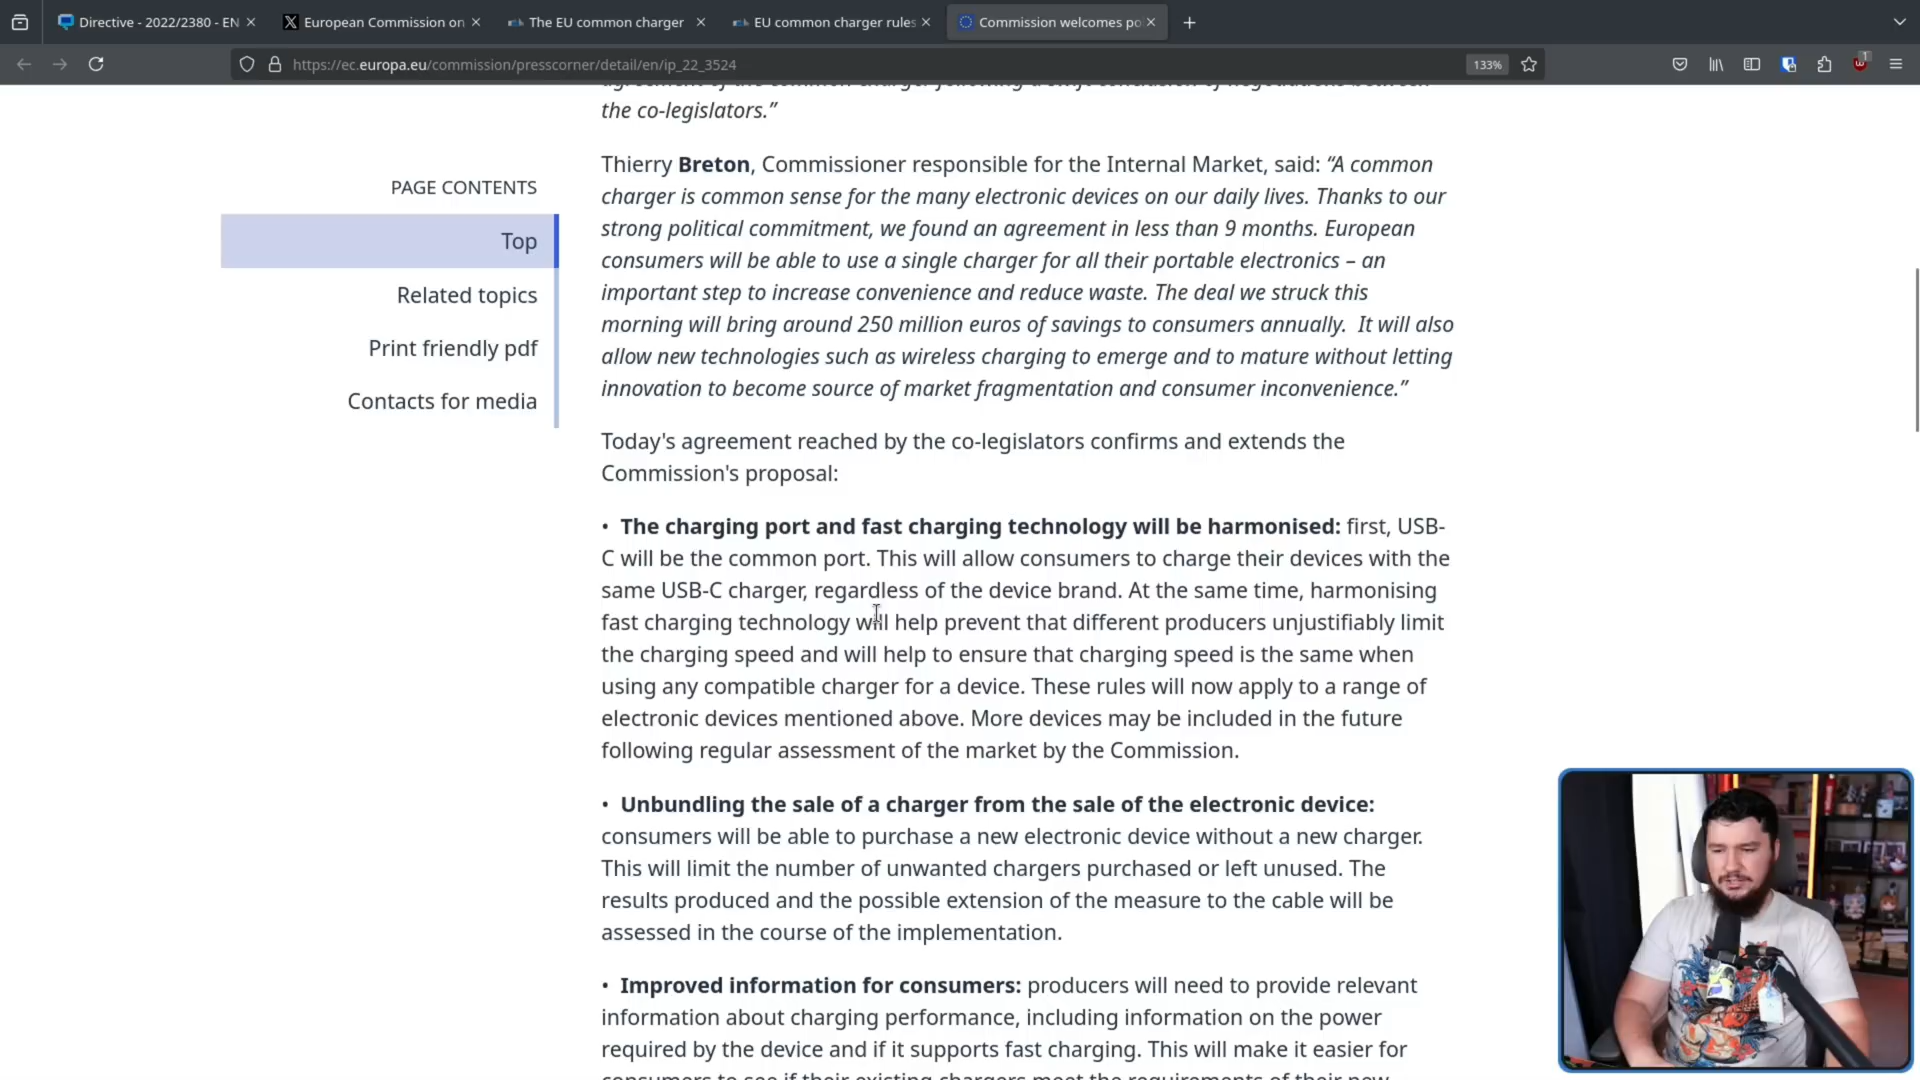 Directive - 2022/2380 - EN
European Commission on
The EU common charger
EU common charger rules
Commission welcomes po
https://ec.europa.eu/commission/presscorner/detail/en/ip_22_3524
133%
1
the co-legislators.”
PAGE CONTENTS
Top
Related topics
Print friendly pdf
Contacts for media
Thierry Breton, Commissioner responsible for the Internal Market, said: “A common
charger is common sense for the many electronic devices on our daily lives. Thanks to our
strong political commitment, we found an agreement in less than 9 months. European
consumers will be able to use a single charger for all their portable electronics – an
important step to increase convenience and reduce waste. The deal we struck this
morning will bring around 250 million euros of savings to consumers annually.  It will also
allow new technologies such as wireless charging to emerge and to mature without letting
innovation to become source of market fragmentation and consumer inconvenience.”
Today's agreement reached by the co-legislators confirms and extends the
Commission's proposal:
• The charging port and fast charging technology will be harmonised: first, USB-
C will be the common port. This will allow consumers to charge their devices with the
same USB-C charger, regardless of the device brand. At the same time, harmonising
fast charging technology will help prevent that different producers unjustifiably limit
the charging speed and will help to ensure that charging speed is the same when
using any compatible charger for a device. These rules will now apply to a range of
electronic devices mentioned above. More devices may be included in the future
following regular assessment of the market by the Commission.
• Unbundling the sale of a charger from the sale of the electronic device:
consumers will be able to purchase a new electronic device without a new charger.
This will limit the number of unwanted chargers purchased or left unused. The
results produced and the possible extension of the measure to the cable will be
assessed in the course of the implementation.
• Improved information for consumers: producers will need to provide relevant
information about charging performance, including information on the power
required by the device and if it supports fast charging. This will make it easier for